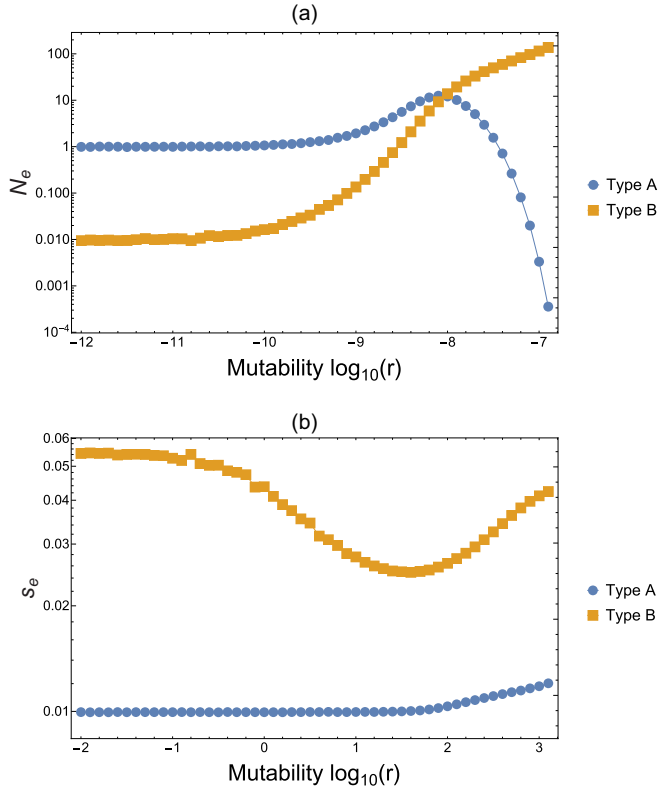 (a)
100
10
1
0.100
0.010
0.001
10⁻⁴
Nₑ
−12 −11 −10 −9 −8 −7
Mutability log₁₀(r)
Type A
Type B
(b)
0.06
0.05
0.04
0.03
0.02
0.01
sₑ
−2 −1 0 1 2 3
Mutability log₁₀(r)
Type A
Type B